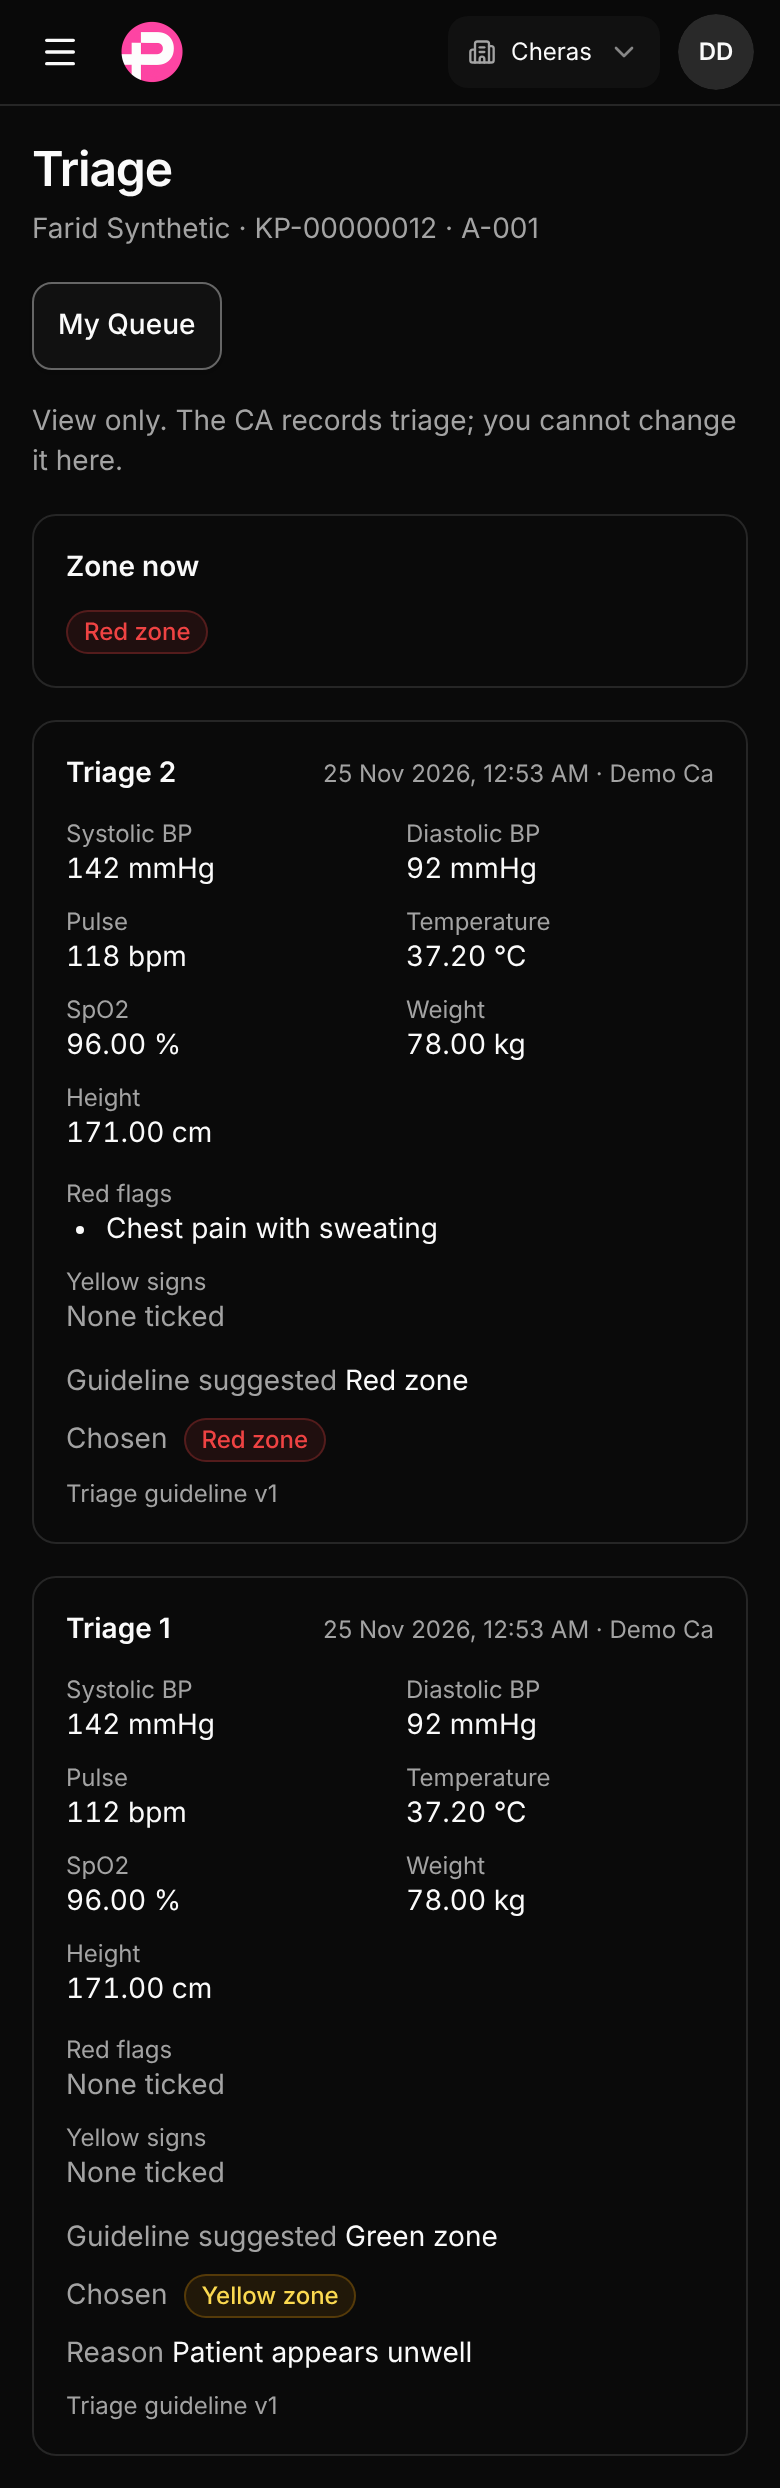 Cheras
DD
Triage
Farid Synthetic · KP-00000012 · A-001
My Queue
View only. The CA records triage; you cannot change
it here.
Zone now
Red zone
Triage 2
25 Nov 2026, 12:53 AM · Demo Ca
Systolic BP
142 mmHg
Diastolic BP
92 mmHg
Pulse
118 bpm
Temperature
37.20 °C
SpO2
96.00 %
Weight
78.00 kg
Height
171.00 cm
Red flags
• Chest pain with sweating
Yellow signs
None ticked
Guideline suggested Red zone
Chosen Red zone
Triage guideline v1
Triage 1
25 Nov 2026, 12:53 AM · Demo Ca
Systolic BP
142 mmHg
Diastolic BP
92 mmHg
Pulse
112 bpm
Temperature
37.20 °C
SpO2
96.00 %
Weight
78.00 kg
Height
171.00 cm
Red flags
None ticked
Yellow signs
None ticked
Guideline suggested Green zone
Chosen Yellow zone
Reason Patient appears unwell
Triage guideline v1